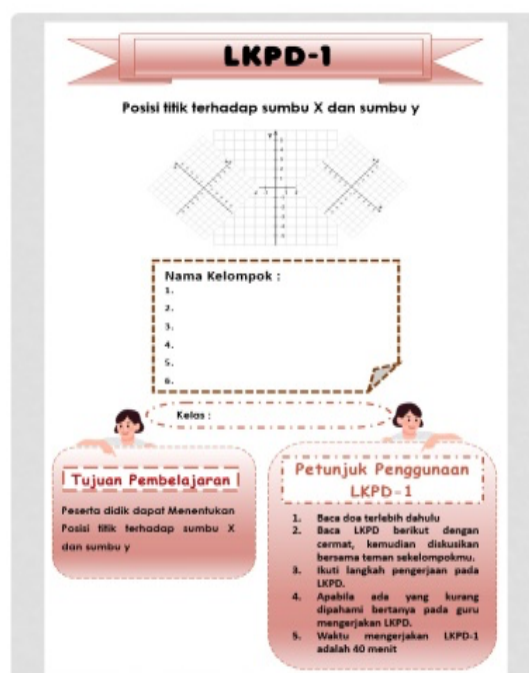 LKPD-1
Posisi titik terhadap sumbu X dan sumbu y
Nama Kelompok :
1.
2.
3.
4.
5.
6.
Kelas :
Tujuan Pembelajaran
Peserta didik dapat Menentukan
Posisi titik terhadap sumbu X
dan sumbu y
Petunjuk Penggunaan
LKPD-1
1. Baca doa terlebih dahulu
2. Baca LKPD berikut dengan
cermat, kemudian diskusikan
bersama teman sekelompokmu.
3. Ikuti langkah pengerjaan pada
LKPD.
4. Apabila ada yang kurang
dipahami bertanya pada guru
mengerjakan LKPD.
5. Waktu mengerjakan LKPD-1
adalah 40 menit